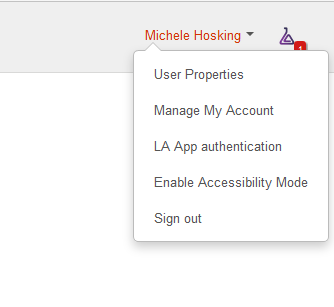 Michele Hosking
User Properties
Manage My Account
LA App authentication
Enable Accessibility Mode
Sign out